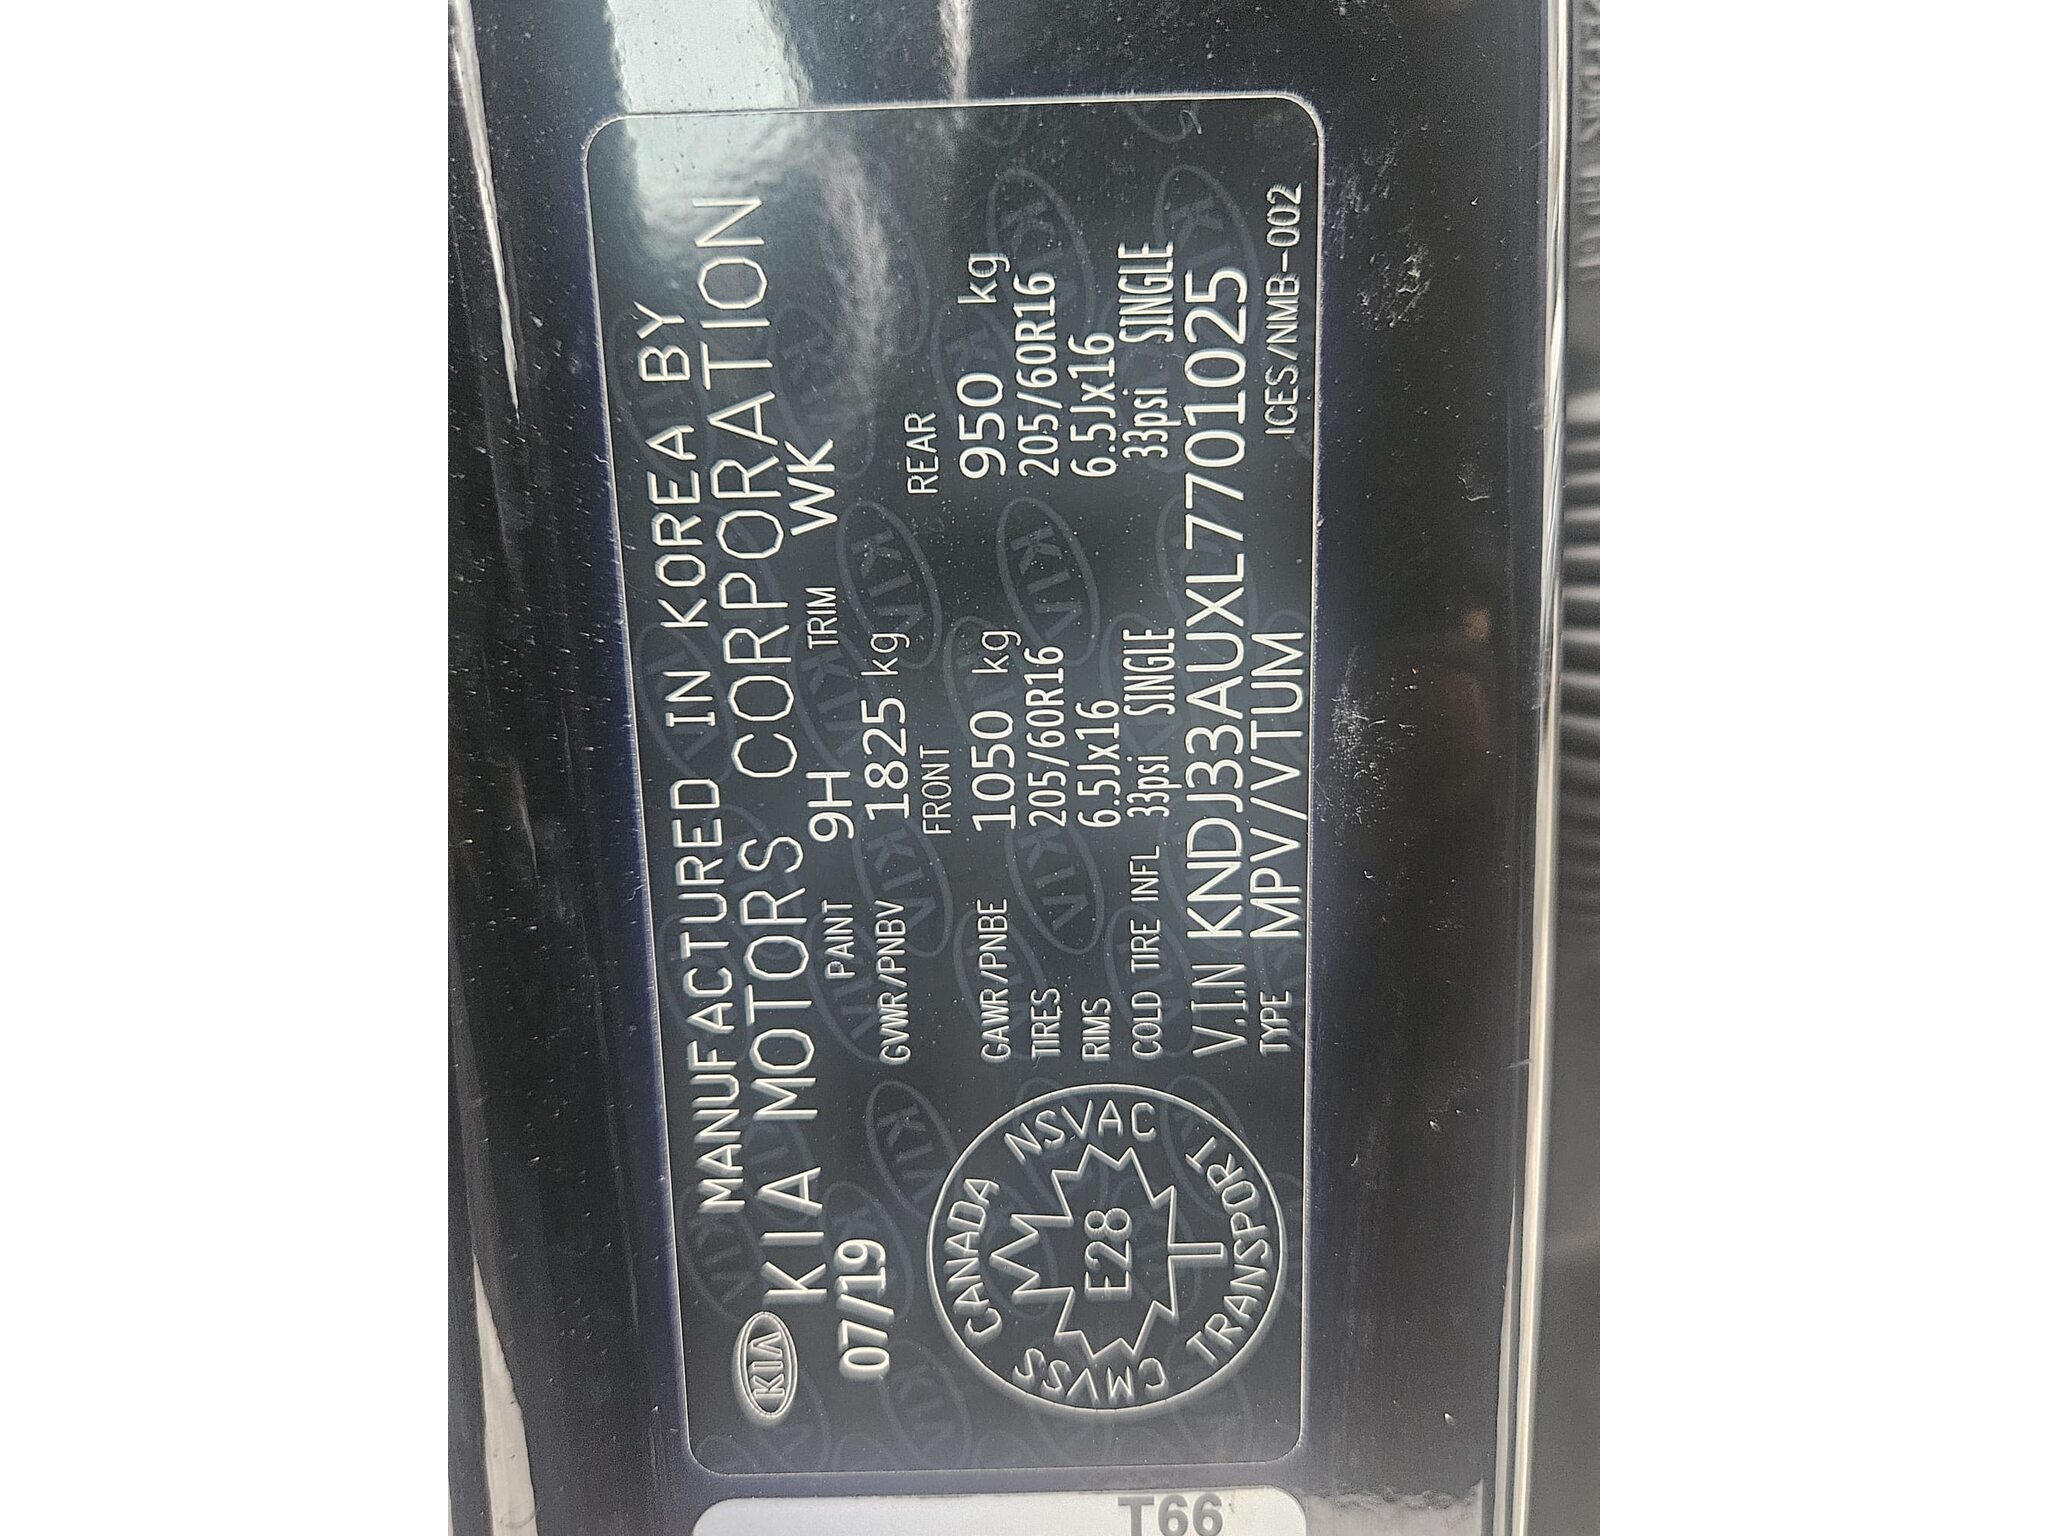 MANUFACTURED IN KOREA BY
KIA KIA MOTORS CORPORATION
07/19 PAINT 9H TRIM WK
GVWR/PNBV 1825 kg
FRONT REAR
GAWR/PNBE 1050 kg 950 kg
TIRES 205/60R16 205/60R16
RIMS 6.5Jx16 6.5Jx16
COLD TIRE INFL 33psi SINGLE 33psi SINGLE
V.I.N KNDJ33AUXL7701025
TYPE MPV/VTUM ICES/NMB-002
CANADA
CMVSS NSVAC
E28
TRANSPORT
T66